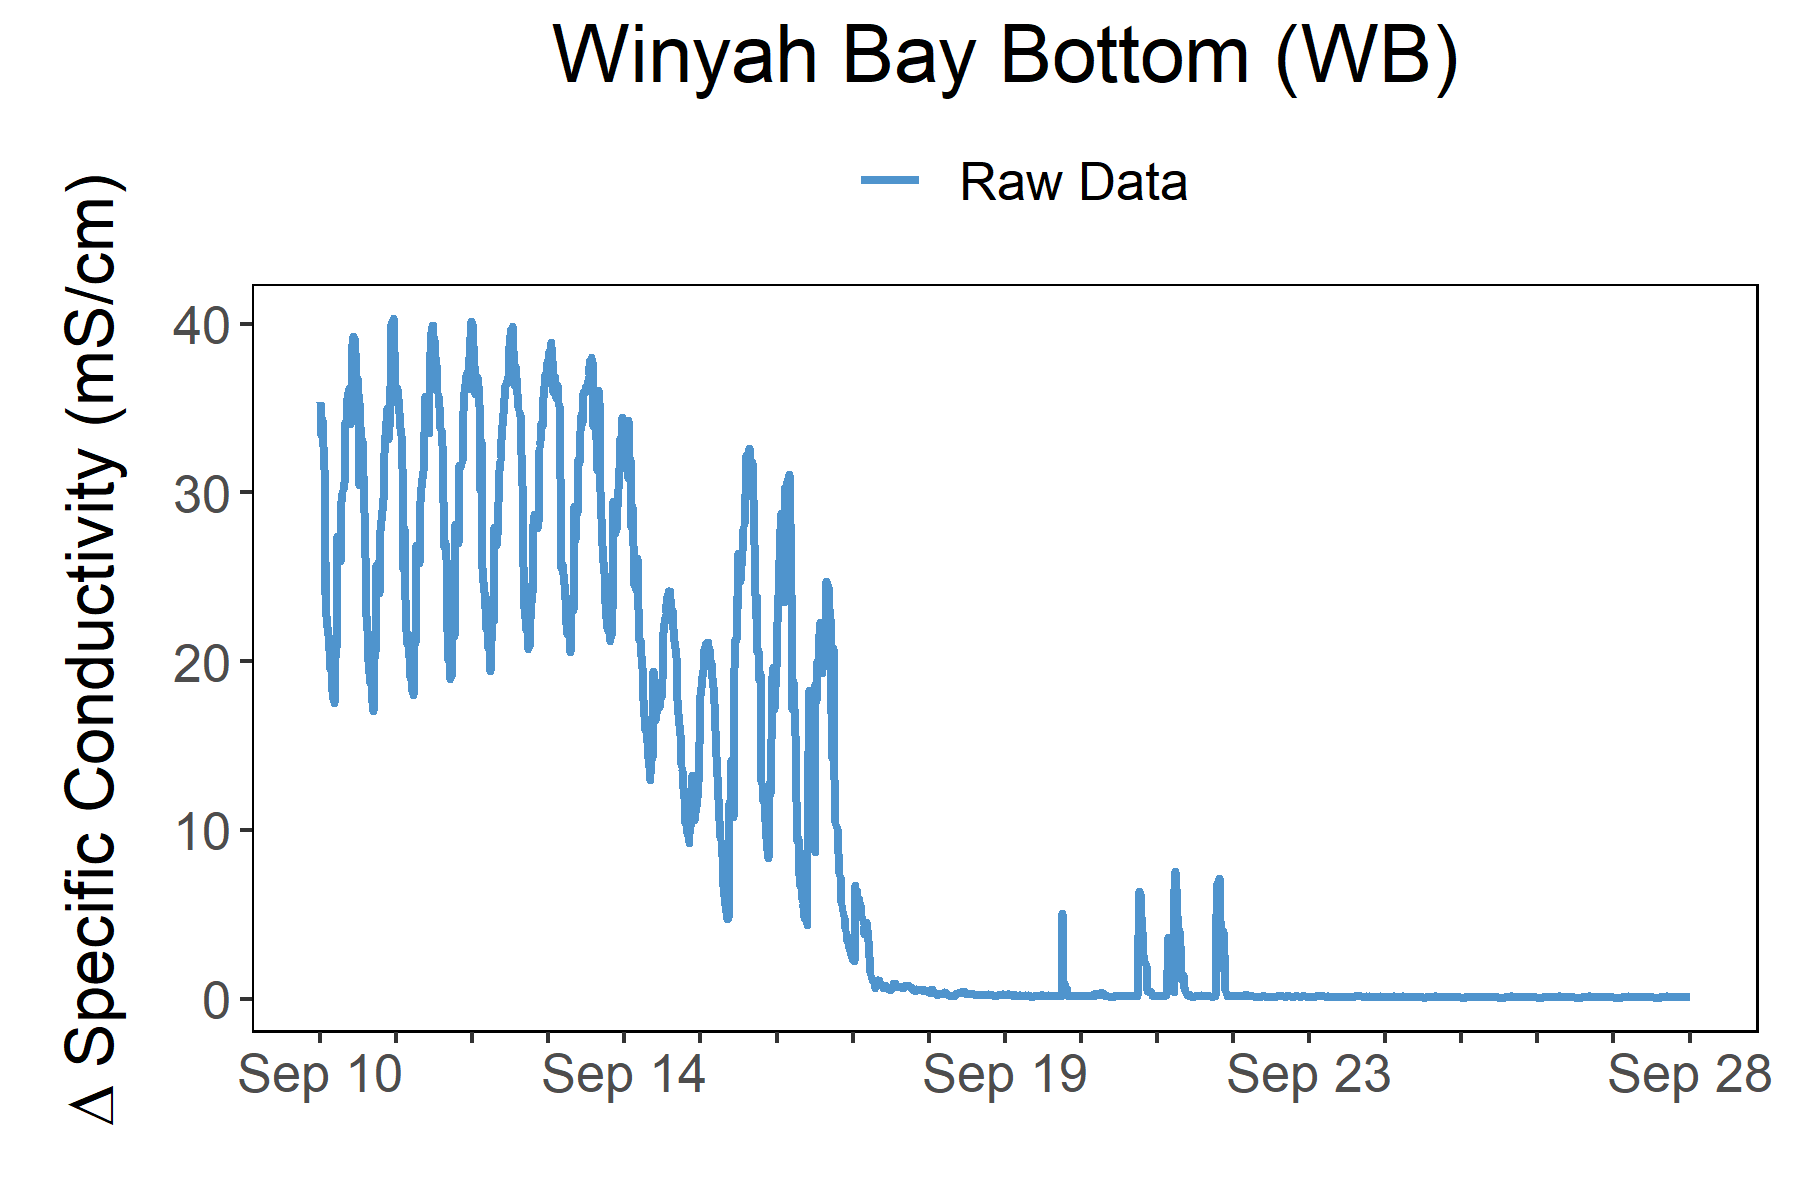 Winyah Bay Bottom (WB)
Raw Data
Δ Specific Conductivity (mS/cm)
40
30
20
10
0
Sep 10 Sep 14 Sep 19 Sep 23 Sep 28